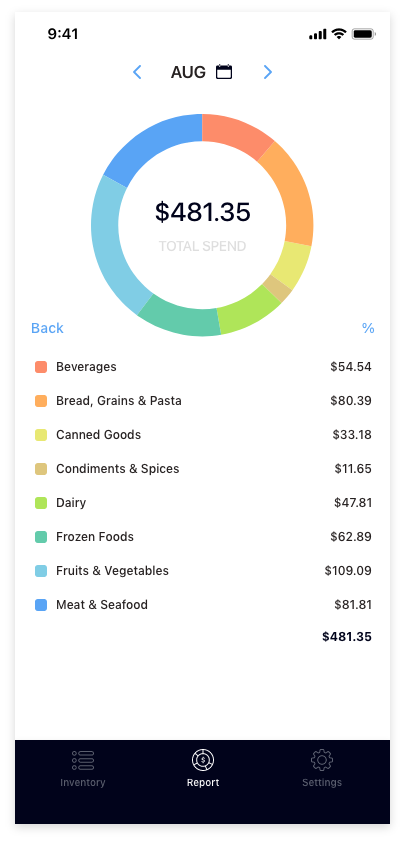 9:41
AUG
$481.35
TOTAL SPEND
Back %
Beverages $54.54
Bread, Grains & Pasta $80.39
Canned Goods $33.18
Condiments & Spices $11.65
Dairy $47.81
Frozen Foods $62.89
Fruits & Vegetables $109.09
Meat & Seafood $81.81
$481.35
$
Inventory Report Settings